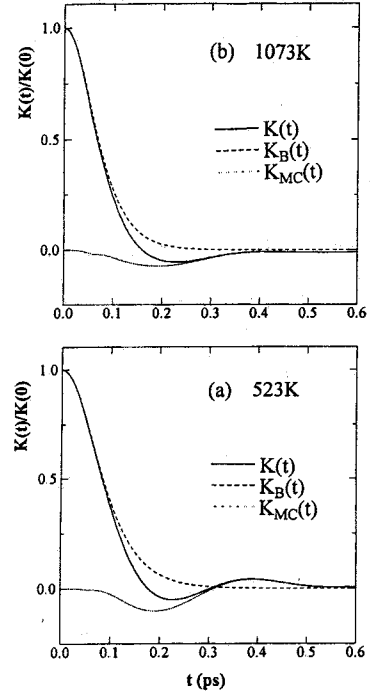 (b) 1073K
K(t)/K(0)
1.0
0.5
0.0
K(t)
K_B(t)
K_MC(t)
0.0 0.1 0.2 0.3 0.4 0.5 0.6
(a) 523K
K(t)/K(0)
1.0
0.5
0.0
K(t)
K_B(t)
K_MC(t)
0.0 0.1 0.2 0.3 0.4 0.5 0.6
t (ps)